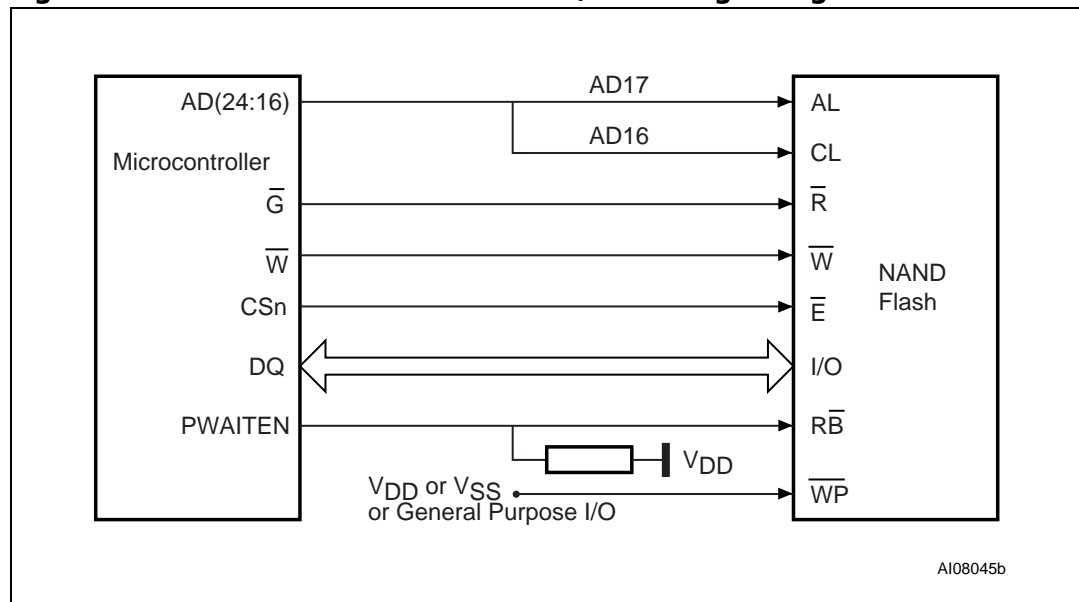 AD(24:16)
Microcontroller
G̅
W̅
CSn
DQ
PWAITEN
AD17
AD16
VDD
VDD or VSS
or General Purpose I/O
AL
CL
R̅
W̅
E̅
I/O
RB̅
W̅P̅
NAND
Flash
AI08045b